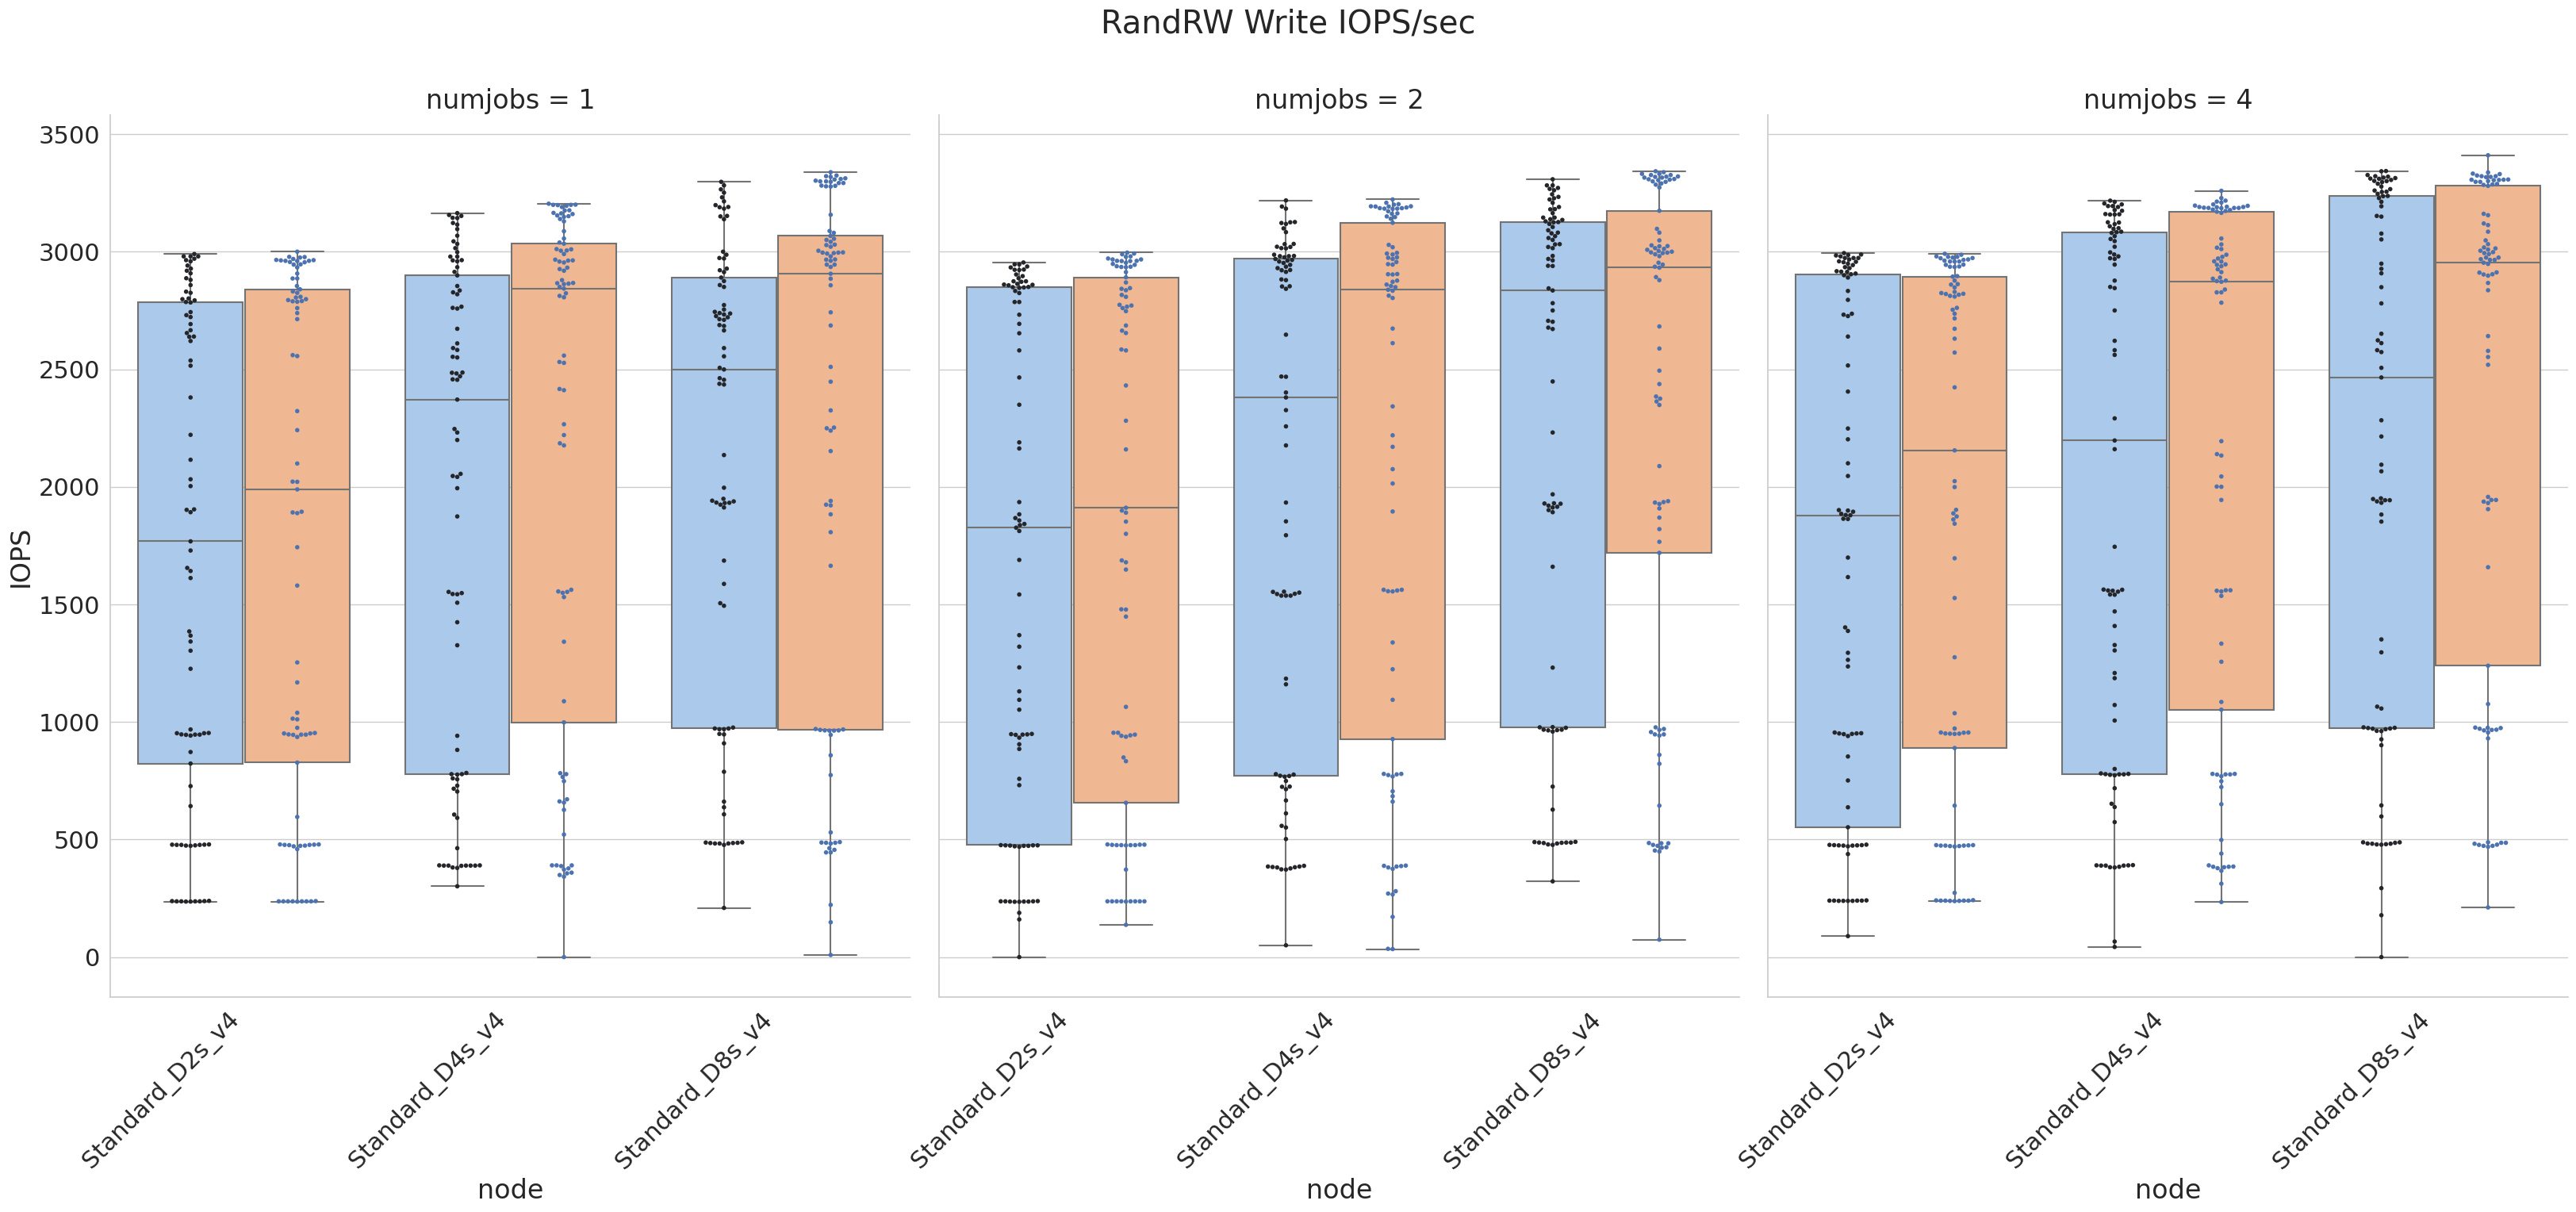 RandRW Write IOPS/sec
numjobs = 1
numjobs = 2
numjobs = 4
IOPS
3500
3000
2500
2000
1500
1000
500
0
Standard_D2s_v4
Standard_D4s_v4
Standard_D8s_v4
Standard_D2s_v4
Standard_D4s_v4
Standard_D8s_v4
Standard_D2s_v4
Standard_D4s_v4
Standard_D8s_v4
node
node
node